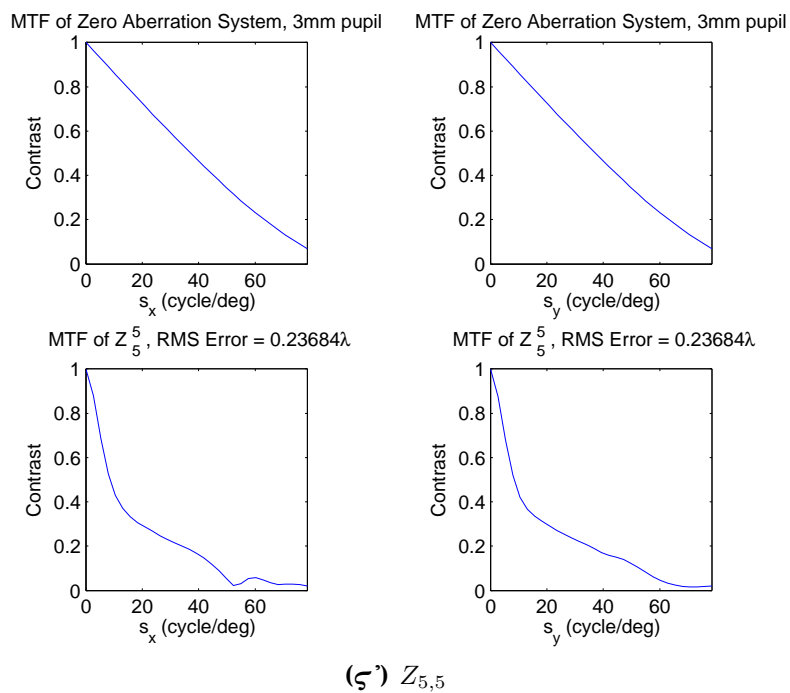 MTF of Zero Aberration System, 3mm pupil
MTF of Zero Aberration System, 3mm pupil
1
0.8
0.6
0.4
0.2
0
Contrast
0 20 40 60
s_x (cycle/deg)
1
0.8
0.6
0.4
0.2
0
Contrast
0 20 40 60
s_y (cycle/deg)
MTF of Z_5^5, RMS Error = 0.23684λ
MTF of Z_5^5, RMS Error = 0.23684λ
1
0.8
0.6
0.4
0.2
0
Contrast
0 20 40 60
s_x (cycle/deg)
1
0.8
0.6
0.4
0.2
0
Contrast
0 20 40 60
s_y (cycle/deg)
(ϛ') Z_{5,5}